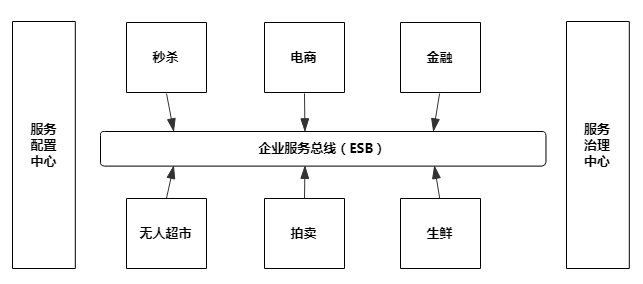 秒杀
电商
金融
服务
配置
中心
企业服务总线（ESB）
服务
治理
中心
无人超市
拍卖
生鲜